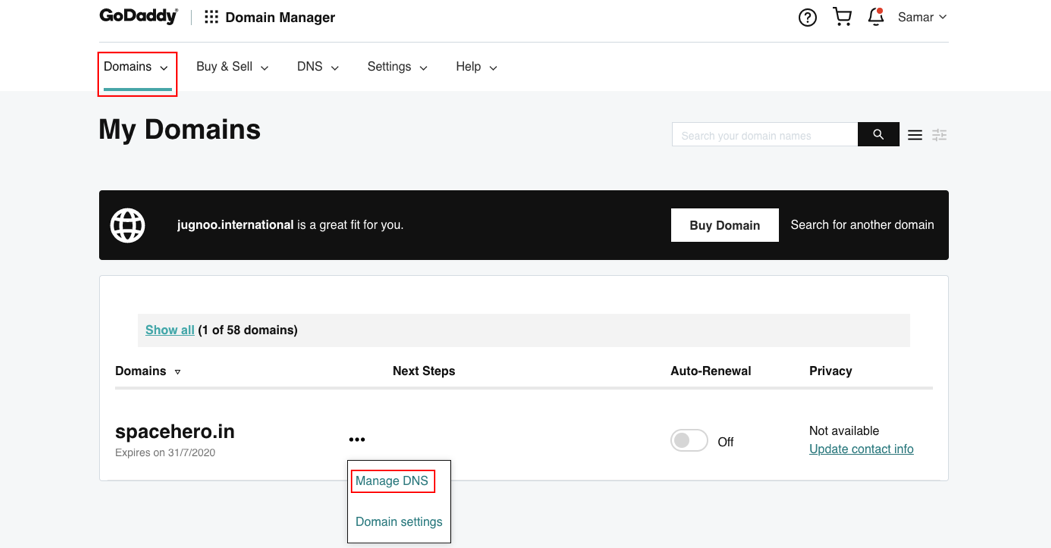 GoDaddy Domain Manager Samar
Domains Buy & Sell DNS Settings Help
My Domains
Search your domain names
jugnoo.international is a great fit for you. Buy Domain Search for another domain
Show all (1 of 58 domains)
Domains Next Steps Auto-Renewal Privacy
spacehero.in
Expires on 31/7/2020
Off
Not available
Update contact info
Manage DNS
Domain settings